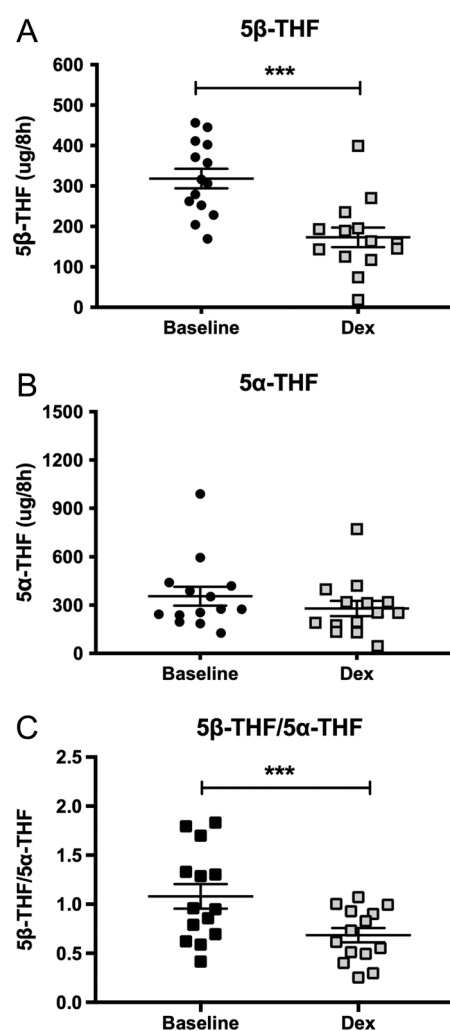 A
5β-THF
***
5β-THF (ug/8h)
600
500
400
300
200
100
0
Baseline Dex
B
5α-THF
5α-THF (ug/8h)
1500
1200
900
600
300
0
Baseline Dex
C
5β-THF/5α-THF
***
5β-THF/5α-THF
2.5
2.0
1.5
1.0
0.5
0.0
Baseline Dex